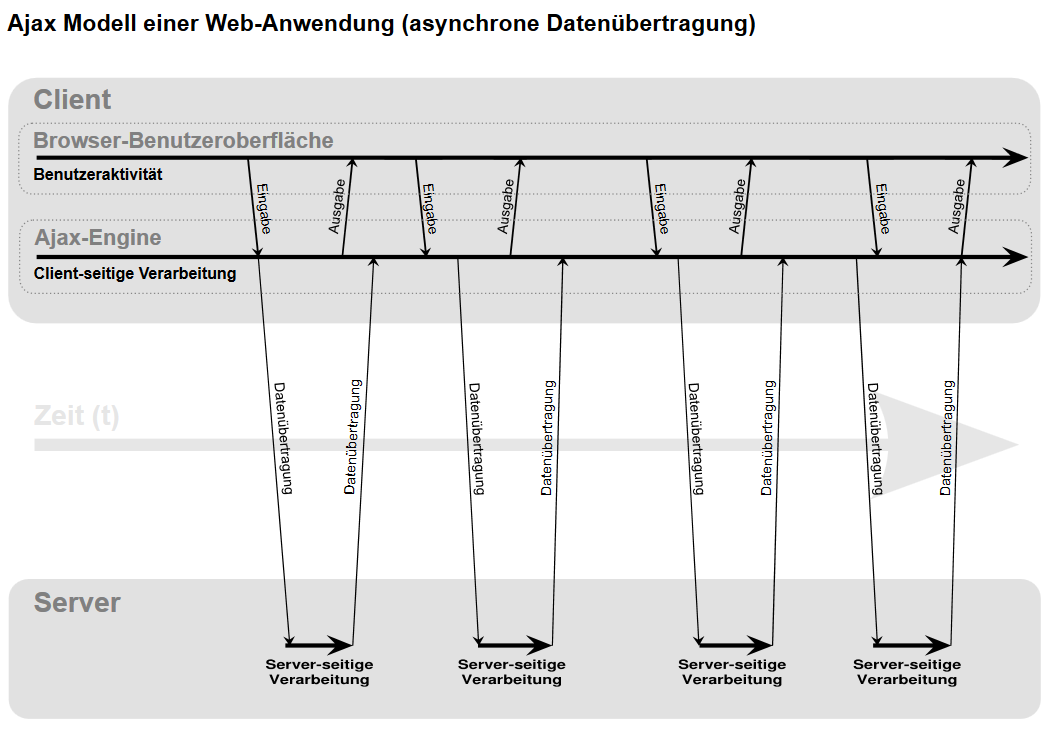 Ajax Modell einer Web-Anwendung (asynchrone Datenübertragung)
Client
Browser-Benutzeroberfläche
Benutzeraktivität
Eingabe
Ausgabe
Eingabe
Ausgabe
Eingabe
Ausgabe
Eingabe
Ausgabe
Ajax-Engine
Client-seitige Verarbeitung
Zeit (t)
Datenübertragung
Datenübertragung
Datenübertragung
Datenübertragung
Datenübertragung
Datenübertragung
Datenübertragung
Datenübertragung
Server
Server-seitige
Verarbeitung
Server-seitige
Verarbeitung
Server-seitige
Verarbeitung
Server-seitige
Verarbeitung